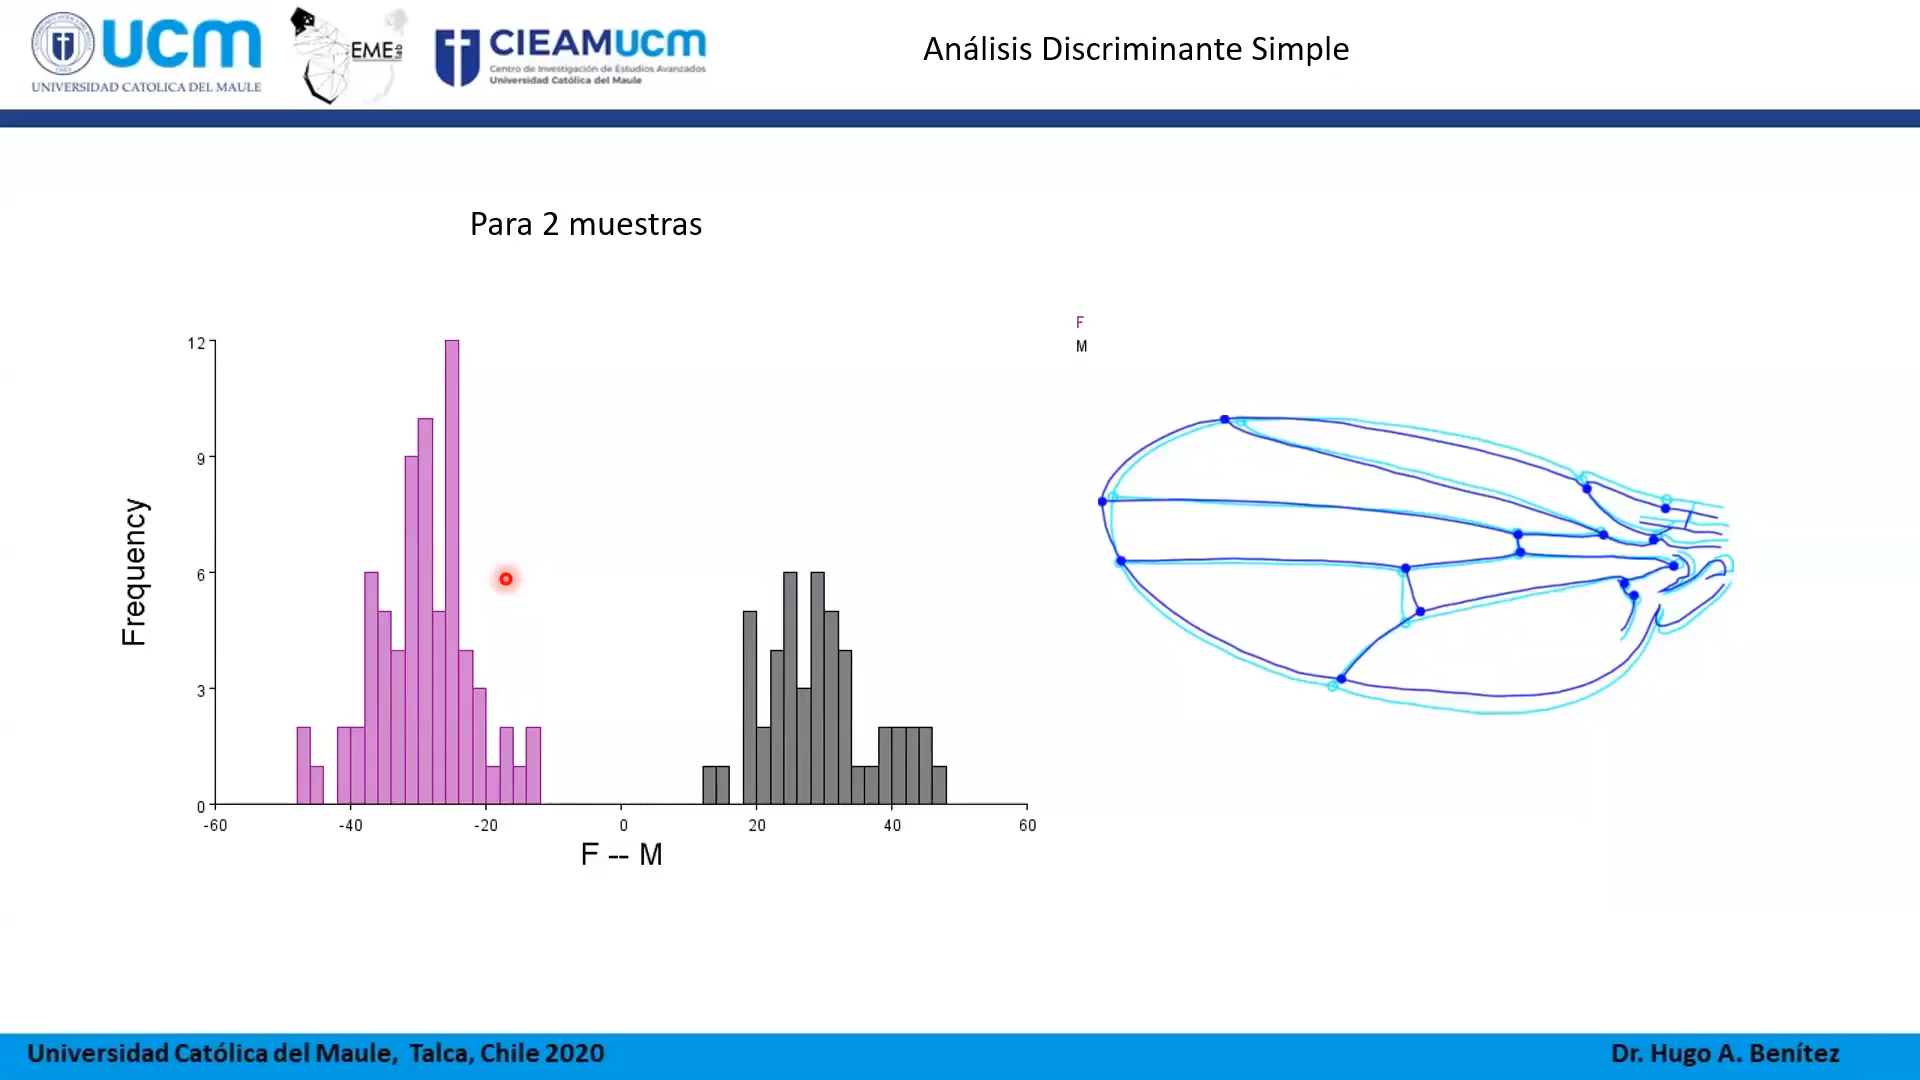 ucm
UNIVERSIDAD CATOLICA DEL MAULE
EME lab
CIEAMUCM
Centro de Investigación de Estudios Avanzados
Universidad Católica del Maule
Análisis Discriminante Simple
Para 2 muestras
F
M
12
9
6
3
0
Frequency
-60 -40 -20 0 20 40 60
F -- M
Universidad Católica del Maule, Talca, Chile 2020
Dr. Hugo A. Benítez